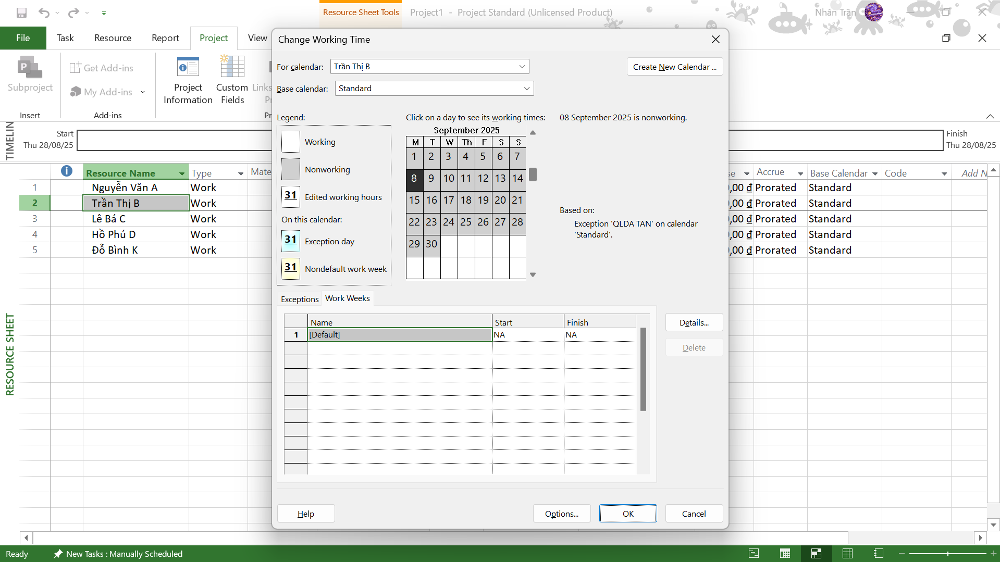 Resource Sheet Tools
Project1 - Project Standard (Unlicensed Product)
Nhân Trần
File Task Resource Report Project View
Subproject
Get Add-ins
My Add-ins
Project Information
Custom Fields
Links
Insert
Add-ins
Change Working Time
For calendar: Trần Thị B
Create New Calendar ...
Base calendar: Standard
Legend:
Working
Nonworking
31 Edited working hours
On this calendar:
31 Exception day
31 Nondefault work week
Click on a day to see its working times:
September 2025
M T W Th F S S
1 2 3 4 5 6 7
8 9 10 11 12 13 14
15 16 17 18 19 20 21
22 23 24 25 26 27 28
29 30
08 September 2025 is nonworking.
Based on:
Exception 'QLDA TAN' on calendar
'Standard'.
Exceptions Work Weeks
Name Start Finish
1 [Default] NA NA
Details...
Delete
Help
Options...
OK
Cancel
TIMELIN
Start
Thu 28/08/25
Finish
Thu 28/08/25
RESOURCE SHEET
Resource Name Type Mate se Accrue Base Calendar Code Add N
1 Nguyễn Văn A Work ,00 ₫ Prorated Standard
2 Trần Thị B Work ,00 ₫ Prorated Standard
3 Lê Bá C Work ,00 ₫ Prorated Standard
4 Hồ Phú D Work ,00 ₫ Prorated Standard
5 Đỗ Bình K Work ,00 ₫ Prorated Standard
Ready
New Tasks : Manually Scheduled